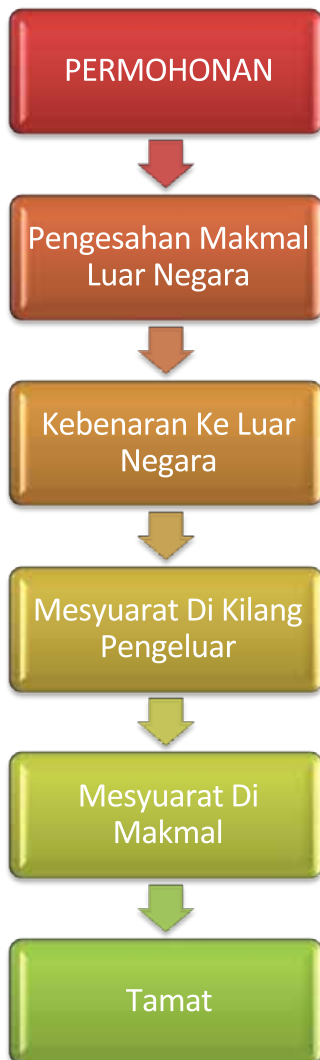 PERMOHONAN
Pengesahan Makmal
Luar Negara
Kebenaran Ke Luar
Negara
Mesyuarat Di Kilang
Pengeluar
Mesyuarat Di
Makmal
Tamat